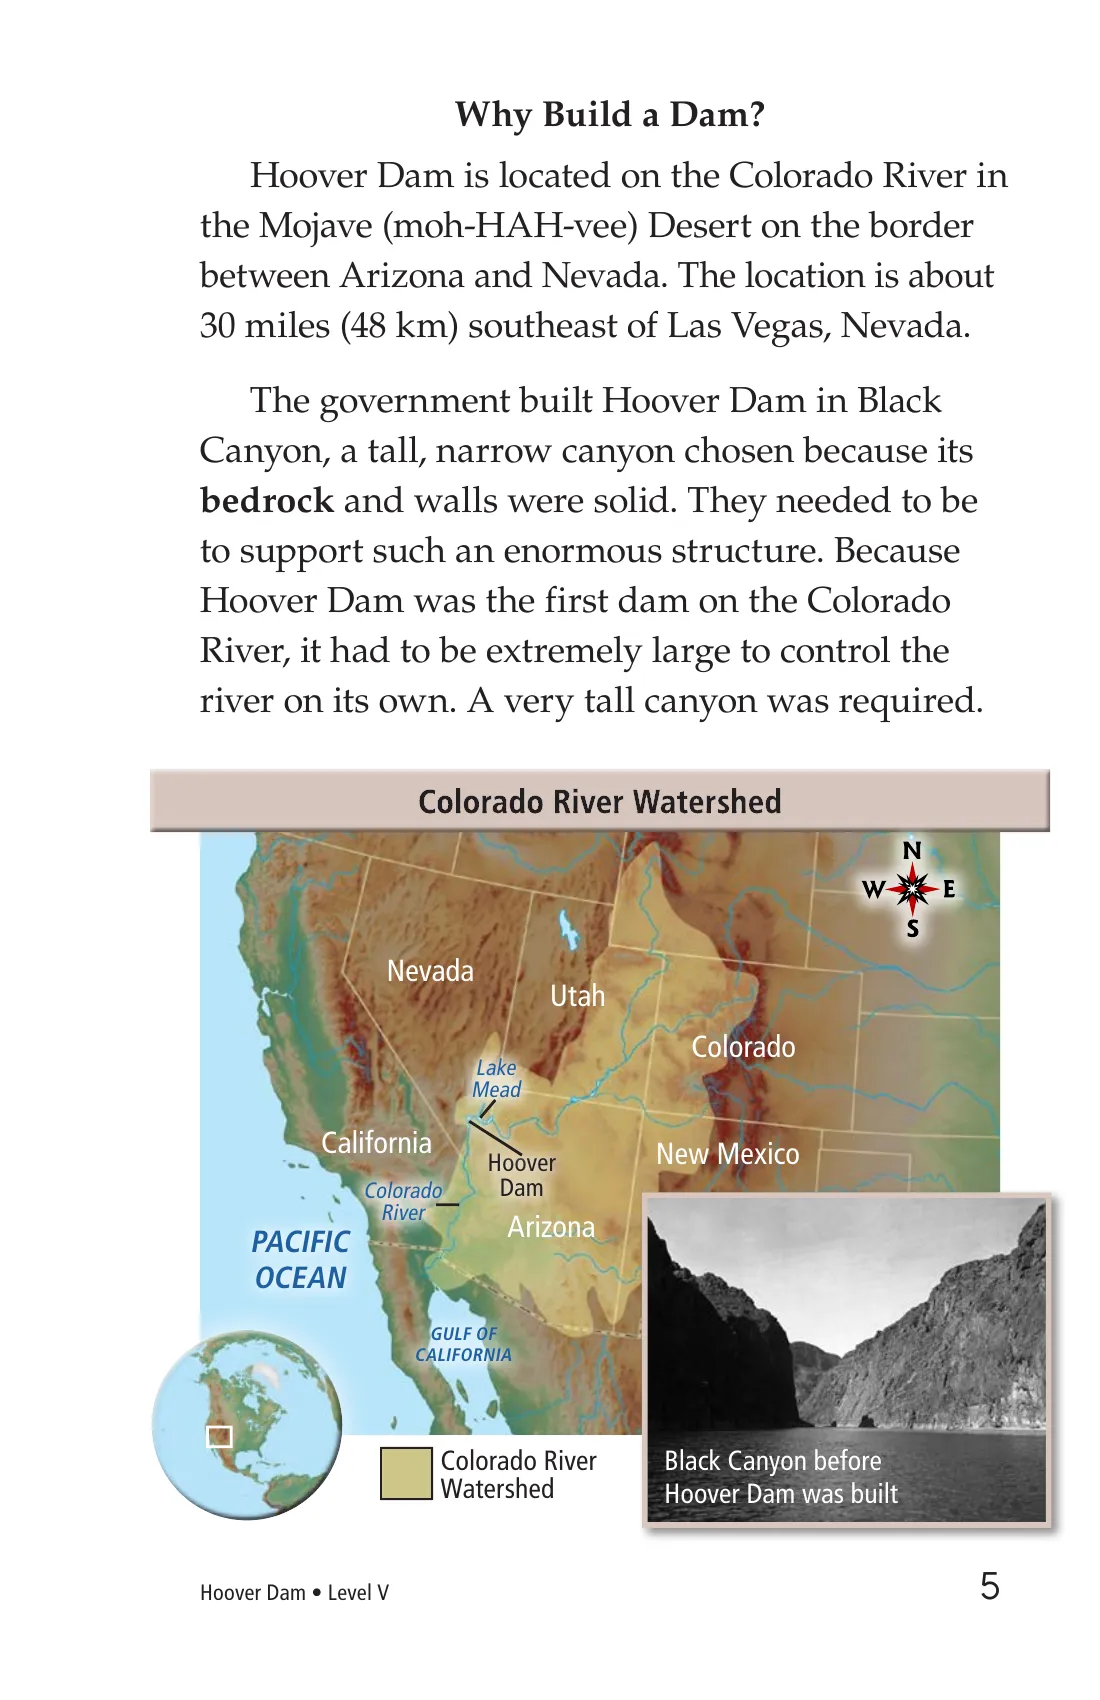 Why Build a Dam?
Hoover Dam is located on the Colorado River in
the Mojave (moh-HAH-vee) Desert on the border
between Arizona and Nevada. The location is about
30 miles (48 km) southeast of Las Vegas, Nevada.
The government built Hoover Dam in Black
Canyon, a tall, narrow canyon chosen because its
bedrock and walls were solid. They needed to be
to support such an enormous structure. Because
Hoover Dam was the first dam on the Colorado
River, it had to be extremely large to control the
river on its own. A very tall canyon was required.
Colorado River Watershed
N
W E
S
Nevada
Utah
Colorado
Lake
Mead
California
Hoover
Dam
New Mexico
Colorado
River
Arizona
PACIFIC
OCEAN
GULF OF
CALIFORNIA
Colorado River
Watershed
Black Canyon before
Hoover Dam was built
Hoover Dam • Level V
5